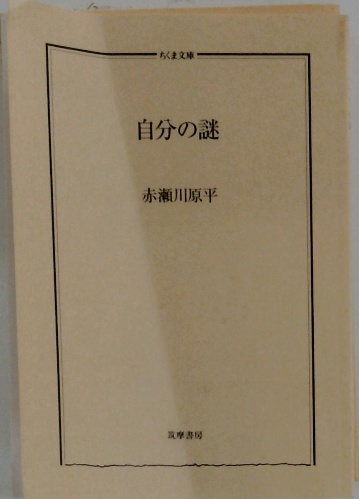 ちくま文庫
自分の謎
赤瀬川原平
筑摩書房